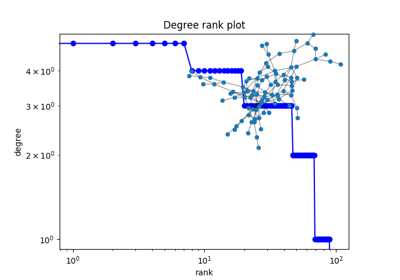 Degree rank plot
degree
4 × 10⁰
3 × 10⁰
2 × 10⁰
10⁰
10⁰
10¹
10²
rank